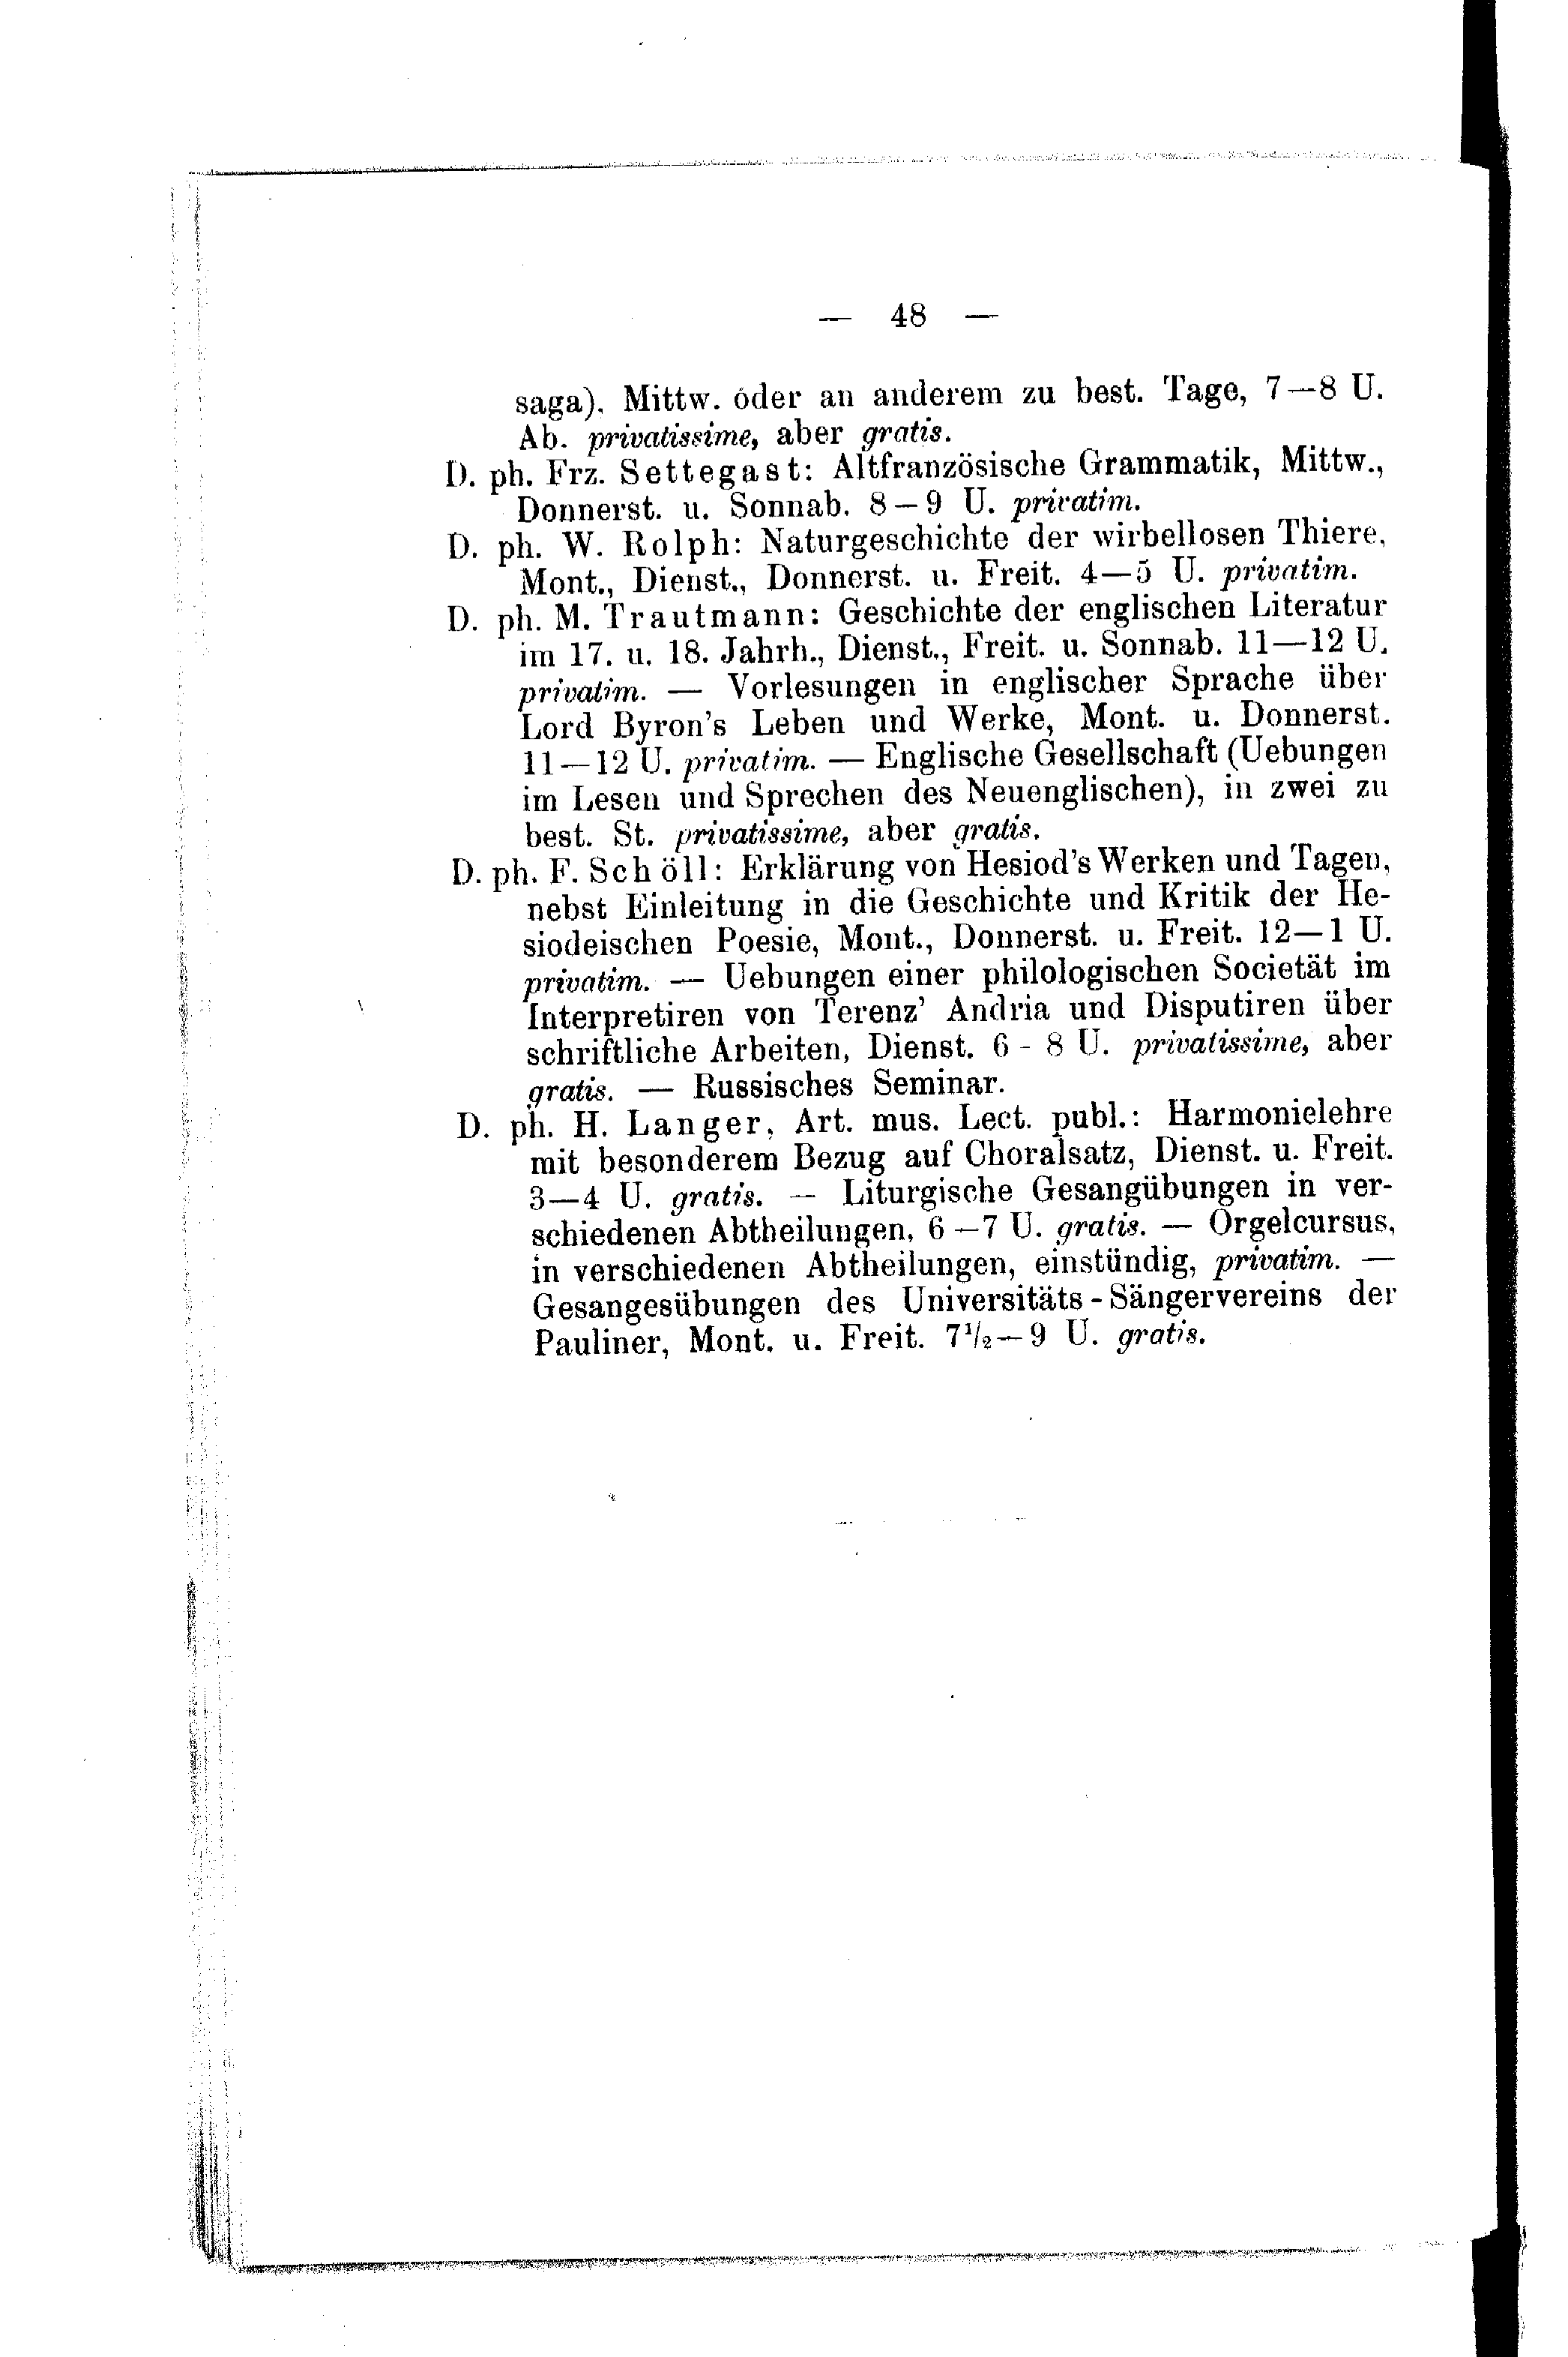 — 48 —
saga). Mittw. oder an anderem zu best. Tage, 7—8 U.
Ab. privatissime, aber gratis.
D. ph. Frz. Settegast: Altfranzösische Grammatik, Mittw.,
Donnerst. u. Sonnab. 8—9 U. privatim.
D. ph. W. Rolph: Naturgeschichte der wirbellosen Thiere,
Mont., Dienst., Donnerst. u. Freit. 4—5 U. privatim.
D. ph. M. Trautmann: Geschichte der englischen Literatur
im 17. u. 18. Jahrh., Dienst., Freit. u. Sonnab. 11—12 U.
privatim. — Vorlesungen in englischer Sprache über
Lord Byron's Leben und Werke, Mont. u. Donnerst.
11—12 U. privatim. — Englische Gesellschaft (Uebungen
im Lesen und Sprechen des Neuenglischen), in zwei zu
best. St. privatissime, aber gratis.
D. ph. F. Schöll: Erklärung von Hesiod's Werken und Tagen,
nebst Einleitung in die Geschichte und Kritik der He-
siodeischen Poesie, Mont., Donnerst. u. Freit. 12—1 U.
privatim. — Uebungen einer philologischen Societät im
Interpretiren von Terenz' Andria und Disputiren über
schriftliche Arbeiten, Dienst. 6 - 8 U. privatissime, aber
gratis. — Russisches Seminar.
D. ph. H. Langer, Art. mus. Lect. publ.: Harmonielehre
mit besonderem Bezug auf Choralsatz, Dienst. u. Freit.
3—4 U. gratis. — Liturgische Gesangübungen in ver-
schiedenen Abtheilungen, 6—7 U. gratis. — Orgelcursus,
in verschiedenen Abtheilungen, einstündig, privatim. —
Gesangesübungen des Universitäts-Sängervereins der
Pauliner, Mont. u. Freit. 7½—9 U. gratis.